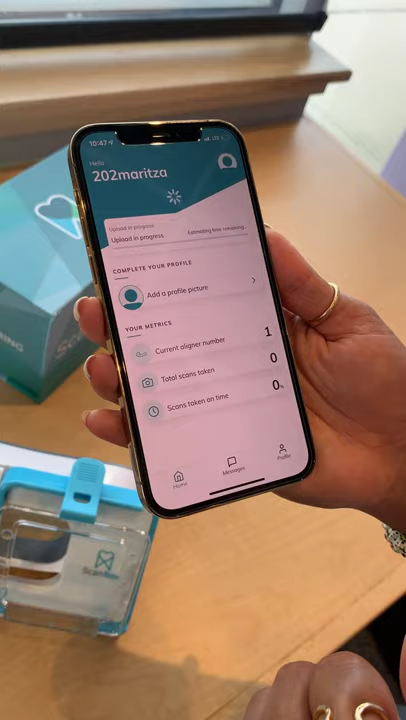 10:47
LTE
Hello
202maritza
Upload in progress
Upload in progress
Estimating time remaining...
COMPLETE YOUR PROFILE
Add a profile picture
YOUR METRICS
Current aligner number
1
Total scans taken
0
Scans taken on time
0%
Home
Messages
Profile